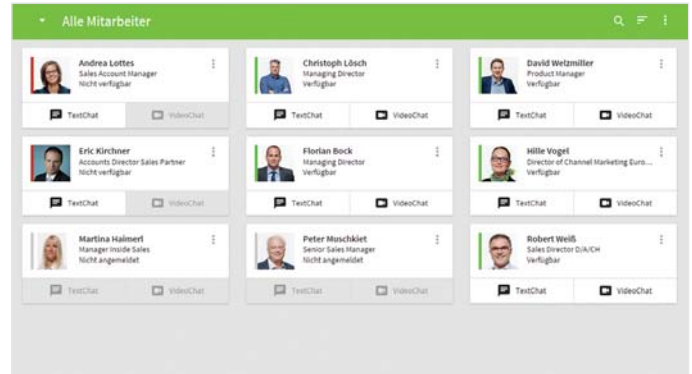 Alle Mitarbeiter
Andrea Lottes
Sales Account Manager
Nicht verfügbar
TextChat
VideoChat
Christoph Lösch
Managing Director
Verfügbar
TextChat
VideoChat
David Welzmiller
Product Manager
Verfügbar
TextChat
VideoChat
Eric Kirchner
Accounts Director Sales Partner
Nicht verfügbar
TextChat
VideoChat
Florian Bock
Managing Director
Verfügbar
TextChat
VideoChat
Hille Vogel
Director of Channel Marketing Euro...
Verfügbar
TextChat
VideoChat
Martina Haimerl
Manager Inside Sales
Nicht angemeldet
TextChat
VideoChat
Peter Muschkiet
Senior Sales Manager
Nicht angemeldet
TextChat
VideoChat
Robert Weiß
Sales Director D/A/CH
Verfügbar
TextChat
VideoChat